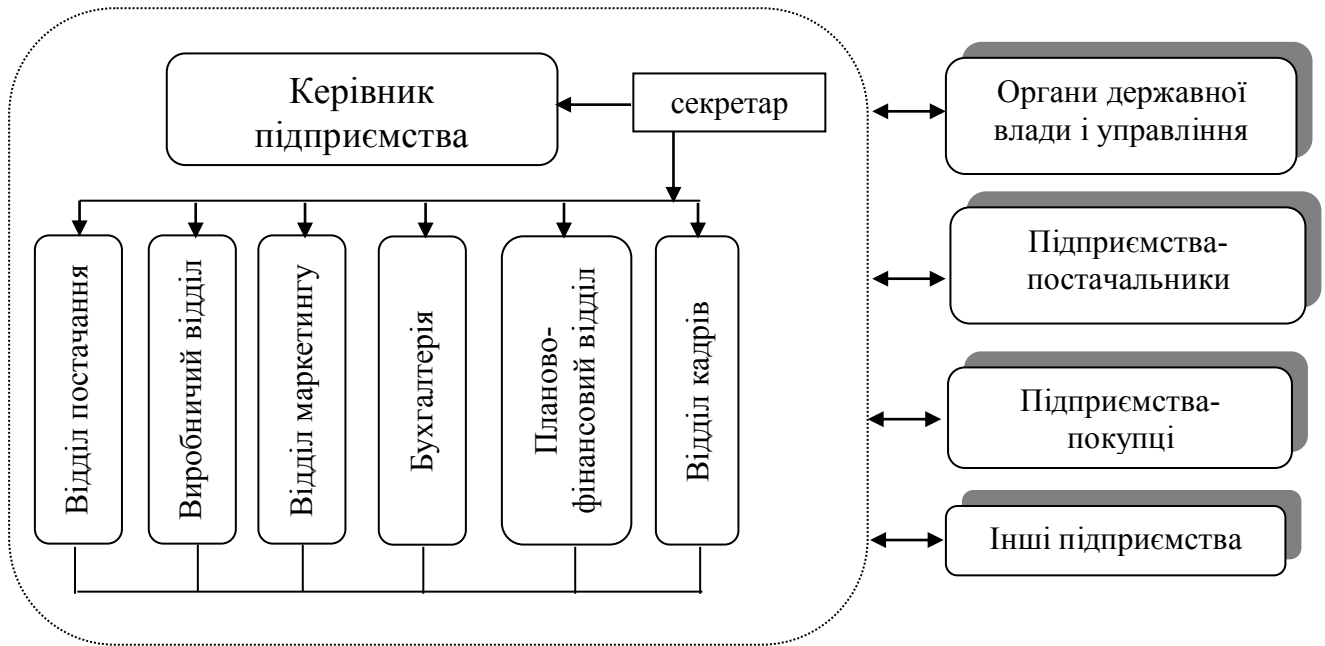 Керівник
підприємства
секретар
Відділ постачання
Виробничий відділ
Відділ маркетингу
Бухгалтерія
Планово-
фінансовий відділ
Відділ кадрів
Органи державної
влади і управління
Підприємства-
постачальники
Підприємства-
покупці
Інші підприємства